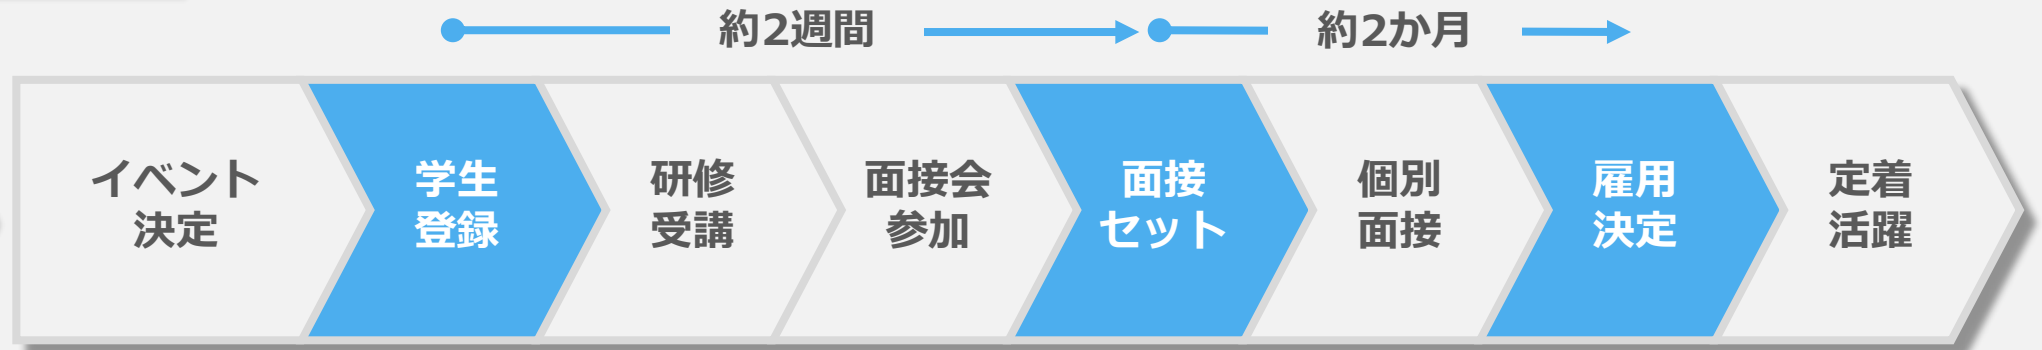 約2週間
約2か月
イベント
決定
学生
登録
研修
受講
面接会
参加
面接
セット
個別
面接
雇用
決定
定着
活躍